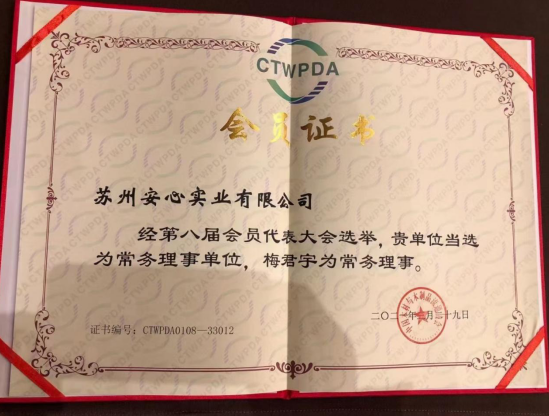 CTWPDA
会员证书
苏州安心实业有限公司
经第八届会员代表大会选举，贵单位当选
为常务理事单位，梅君宇为常务理事。
证书编号：CTWPDA0108—33012